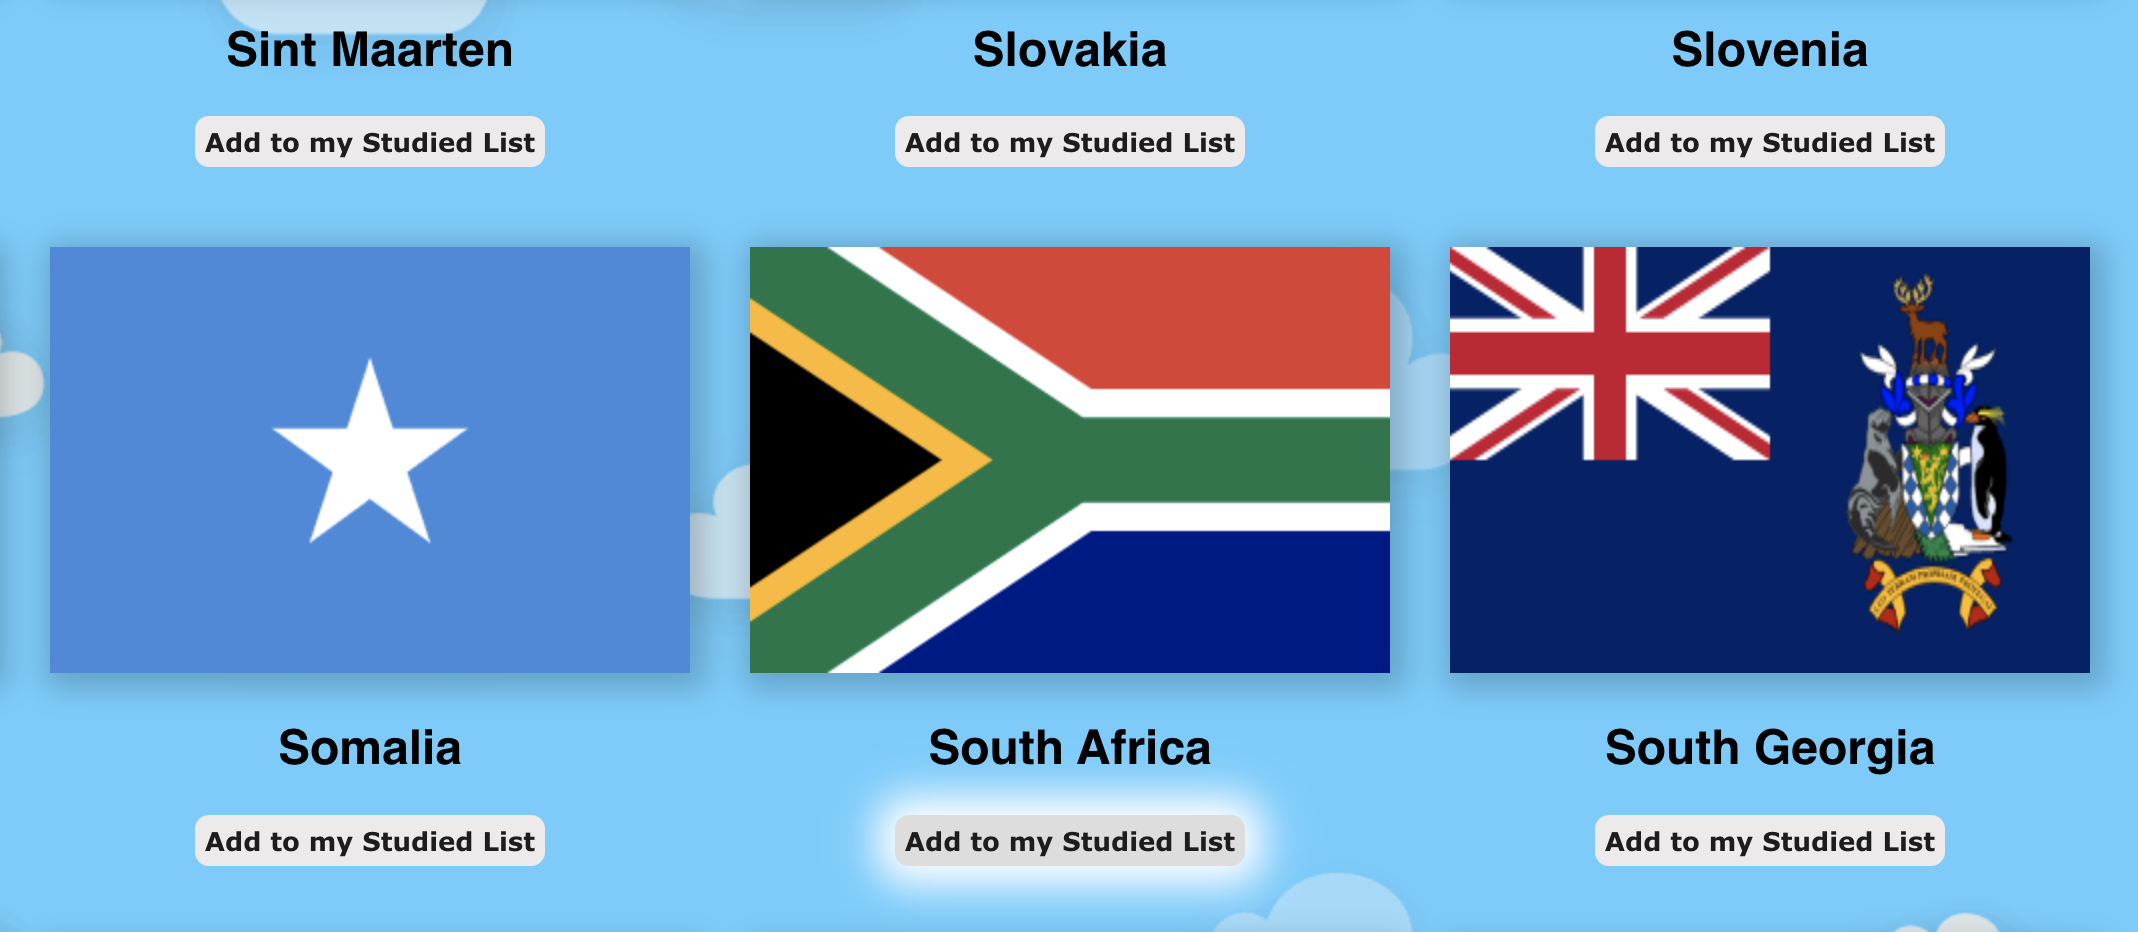 Sint Maarten
Slovakia
Slovenia
Add to my Studied List
Add to my Studied List
Add to my Studied List
Somalia
South Africa
South Georgia
Add to my Studied List
Add to my Studied List
Add to my Studied List